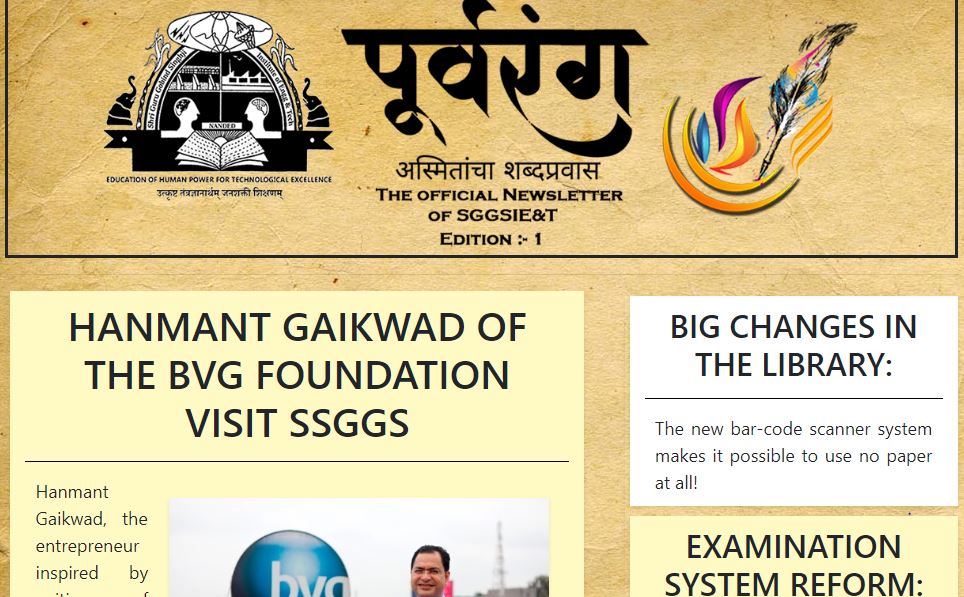 Shri Guru Gobind Singhji Institute of Engg. & Tech.
NANDED
EDUCATION OF HUMAN POWER FOR TECHNOLOGICAL EXCELLENCE
उत्कृष्ट तंत्रज्ञानार्थम् जनशक्ती शिक्षणम्
पूर्वरंग
अस्मितांचा शब्दप्रवास
THE OFFICIAL NEWSLETTER
OF SGGSIE&T
EDITION :- 1
HANMANT GAIKWAD OF
THE BVG FOUNDATION
VISIT SSGGS
Hanmant
Gaikwad, the
entrepreneur
inspired by
bvg
BIG CHANGES IN
THE LIBRARY:
The new bar-code scanner system
makes it possible to use no paper
at all!
EXAMINATION
SYSTEM REFORM: